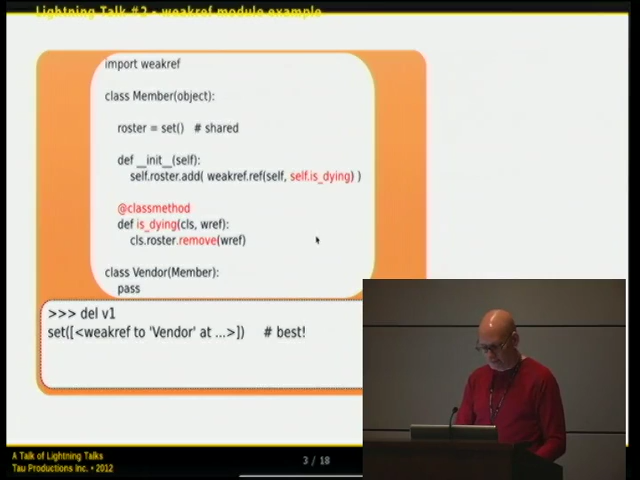 Lightning Talk #2 - weakref module example
import weakref
class Member(object):
roster = set()   # shared
def __init__(self):
self.roster.add( weakref.ref(self, self.is_dying) )
@classmethod
def is_dying(cls, wref):
cls.roster.remove(wref)
class Vendor(Member):
pass
>>> del v1
set([<weakref to 'Vendor' at ...>])   # best!
A Talk of Lightning Talks
Tau Productions Inc. • 2012
3 / 18